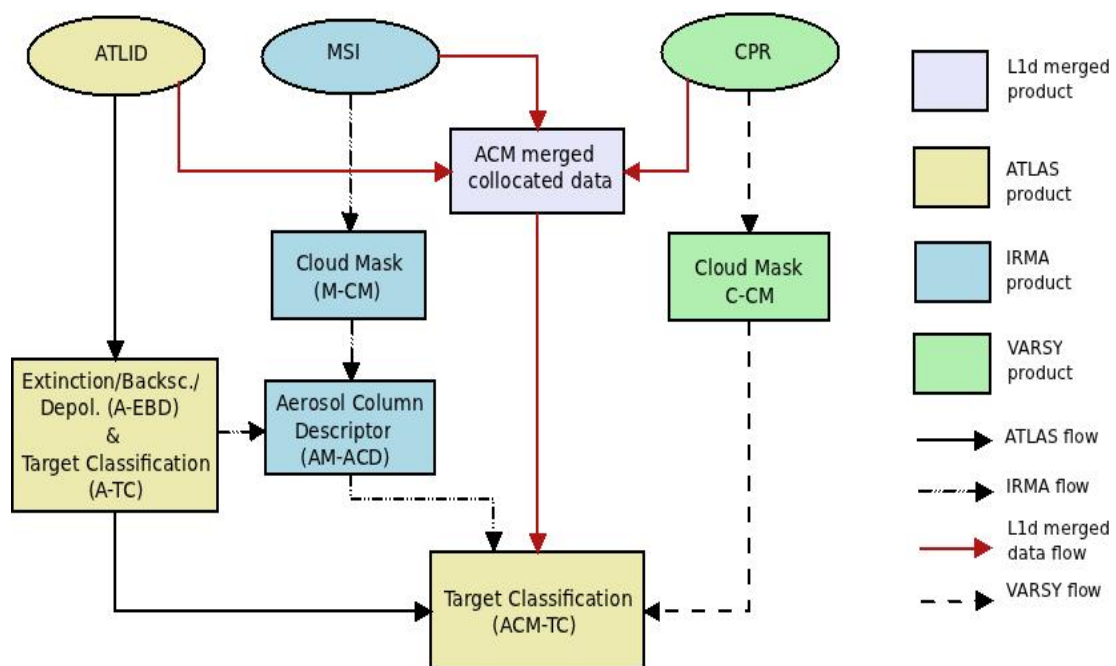 ATLID
MSI
CPR
ACM merged
collocated data
Cloud Mask
(M-CM)
Cloud Mask
C-CM
Extinction/Backsc./
Depol. (A-EBD)
&
Target Classification
(A-TC)
Aerosol Column
Descriptor
(AM-ACD)
Target Classification
(ACM-TC)
L1d merged
product
ATLAS
product
IRMA
product
VARSY
product
ATLAS flow
IRMA flow
L1d merged
data flow
VARSY flow